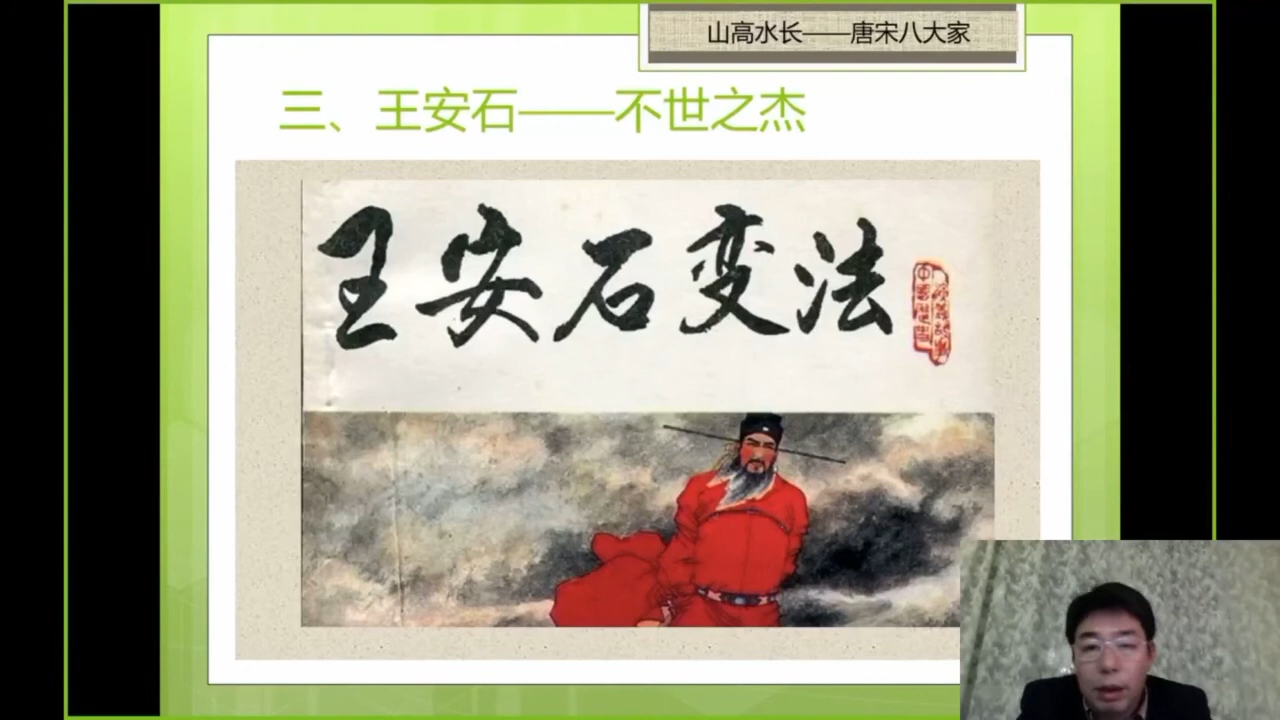 山高水长——唐宋八大家
三、王安石——不世之杰
王安石变法